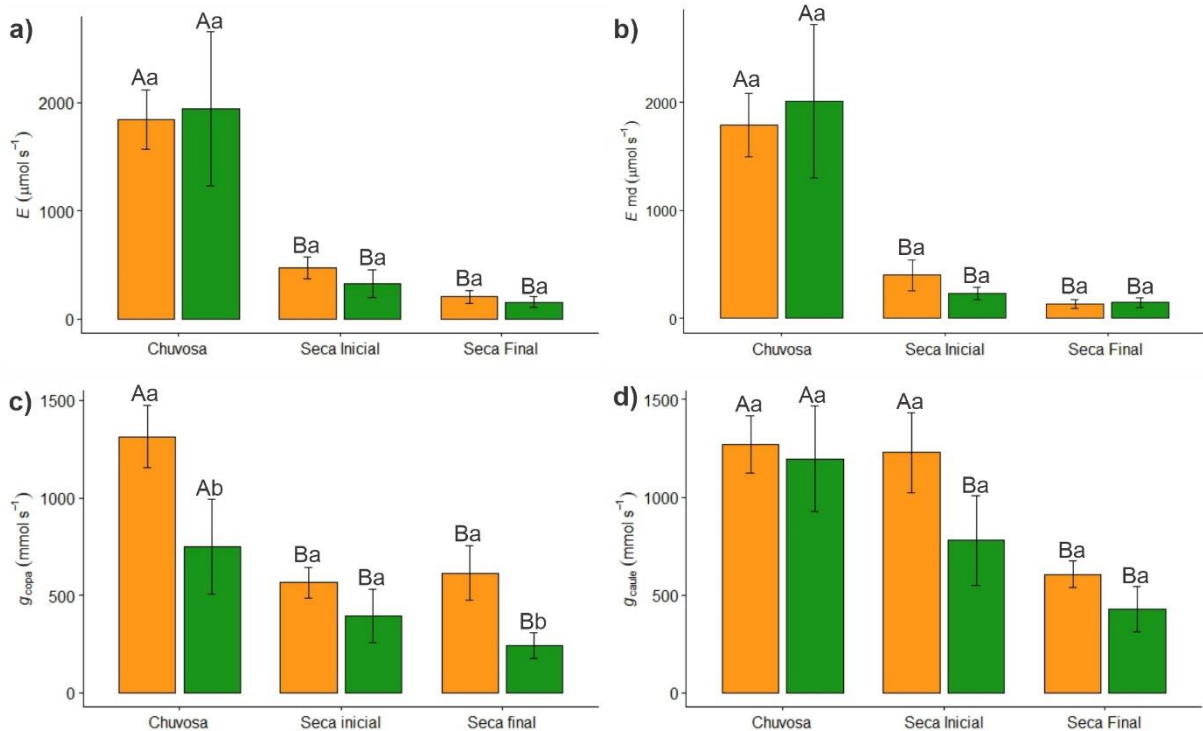 a)
E (µmol s⁻¹)
2000
1000
0
Aa
Aa
Ba
Ba
Ba
Ba
Chuvosa
Seca Inicial
Seca Final
b)
E md (µmol s⁻¹)
2000
1000
0
Aa
Aa
Ba
Ba
Ba
Ba
Chuvosa
Seca Inicial
Seca Final
c)
g copa (mmol s⁻¹)
1500
1000
500
0
Aa
Ab
Ba
Ba
Ba
Bb
Chuvosa
Seca inicial
Seca final
d)
g caule (mmol s⁻¹)
1500
1000
500
0
Aa
Aa
Aa
Ba
Ba
Ba
Chuvosa
Seca Inicial
Seca Final